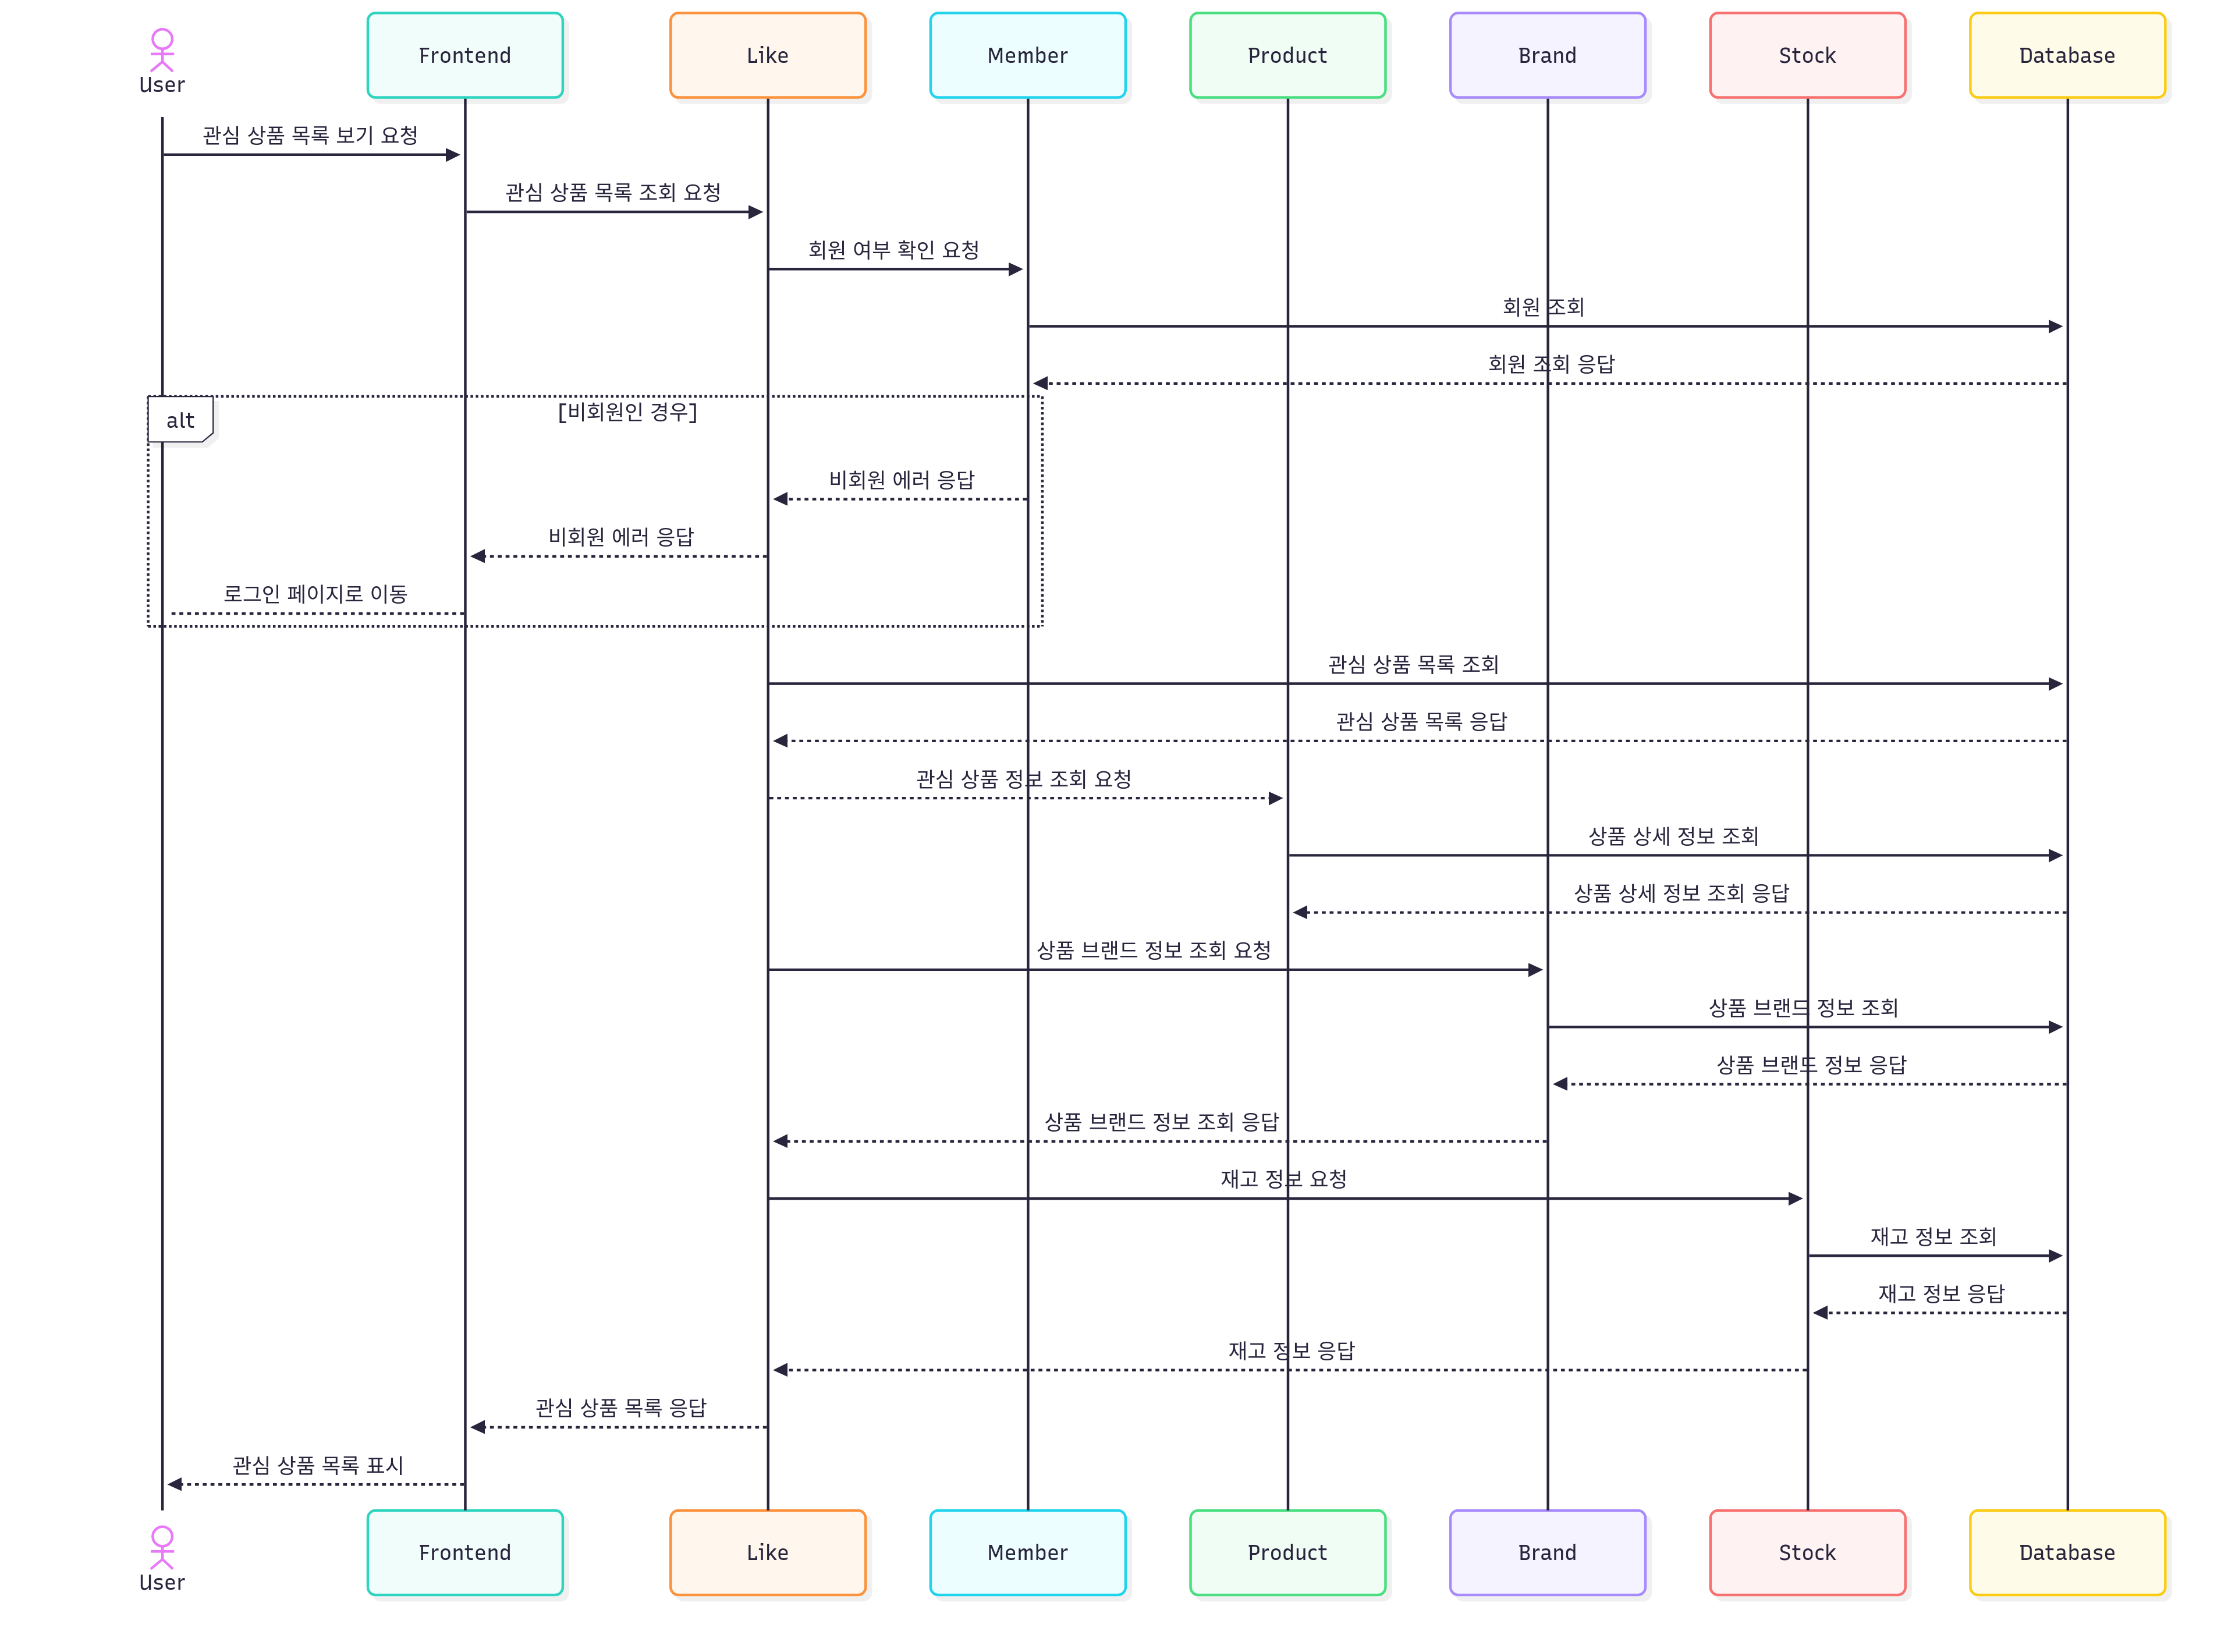 User
Frontend
Like
Member
Product
Brand
Stock
Database
관심 상품 목록 보기 요청
관심 상품 목록 조회 요청
회원 여부 확인 요청
회원 조회
회원 조회 응답
alt
[비회원인 경우]
비회원 에러 응답
비회원 에러 응답
로그인 페이지로 이동
관심 상품 목록 조회
관심 상품 목록 응답
관심 상품 정보 조회 요청
상품 상세 정보 조회
상품 상세 정보 조회 응답
상품 브랜드 정보 조회 요청
상품 브랜드 정보 조회
상품 브랜드 정보 응답
상품 브랜드 정보 조회 응답
재고 정보 요청
재고 정보 조회
재고 정보 응답
재고 정보 응답
관심 상품 목록 응답
관심 상품 목록 표시
User
Frontend
Like
Member
Product
Brand
Stock
Database